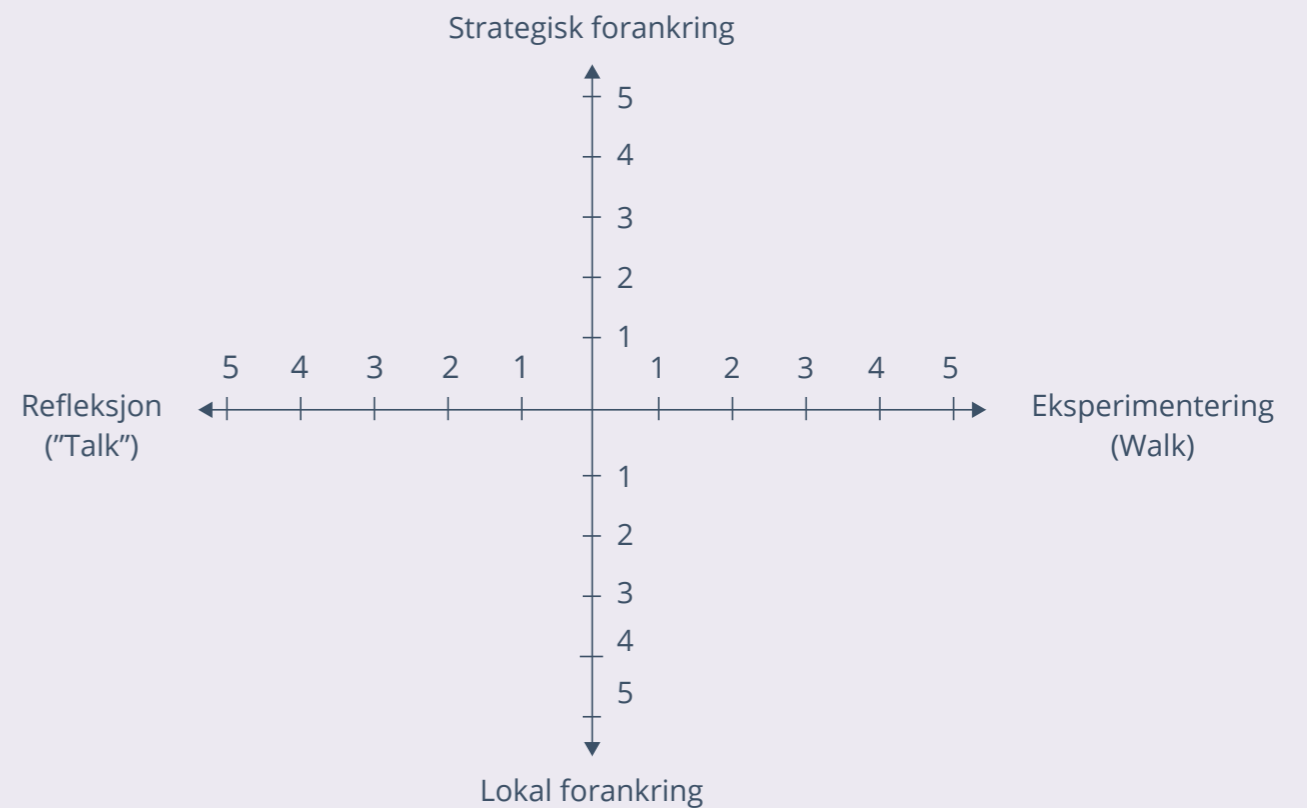 Strategisk forankring
5
4
3
2
1
5 4 3 2 1 1 2 3 4 5
Refleksjon
(”Talk”)
Eksperimentering
(Walk)
1
2
3
4
5
Lokal forankring